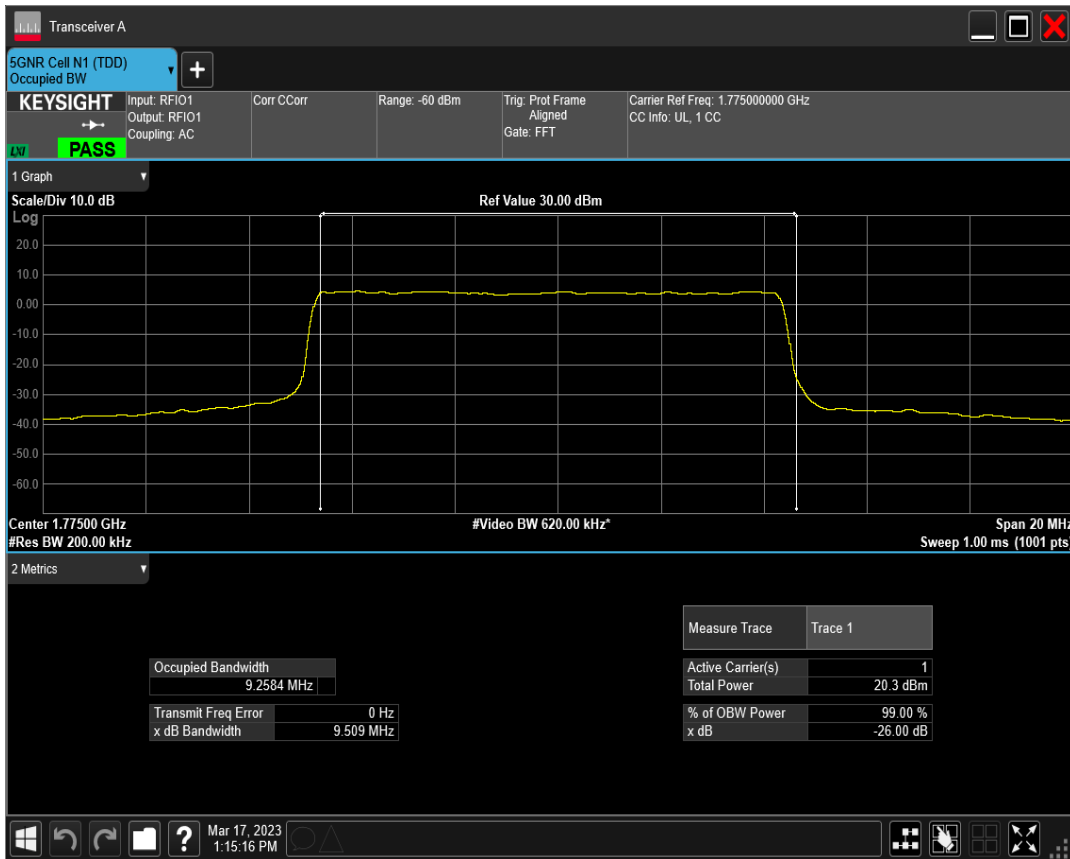 Transceiver A
5GNR Cell N1 (TDD)
Occupied BW
+
KEYSIGHT
LXI
PASS
Input: RFIO1
Output: RFIO1
Coupling: AC
Corr CCorr
Range: -60 dBm
Trig: Prot Frame
Aligned
Gate: FFT
Carrier Ref Freq: 1.775000000 GHz
CC Info: UL, 1 CC
1 Graph
Scale/Div 10.0 dB
Ref Value 30.00 dBm
Log
20.0
10.0
0.00
-10.0
-20.0
-30.0
-40.0
-50.0
-60.0
Center 1.77500 GHz
#Video BW 620.00 kHz*
Span 20 MHz
#Res BW 200.00 kHz
Sweep 1.00 ms (1001 pts)
2 Metrics
Measure Trace Trace 1
Occupied Bandwidth
9.2584 MHz
Active Carrier(s) 1
Total Power 20.3 dBm
Transmit Freq Error 0 Hz
x dB Bandwidth 9.509 MHz
% of OBW Power 99.00 %
x dB -26.00 dB
?
Mar 17, 2023
1:15:16 PM